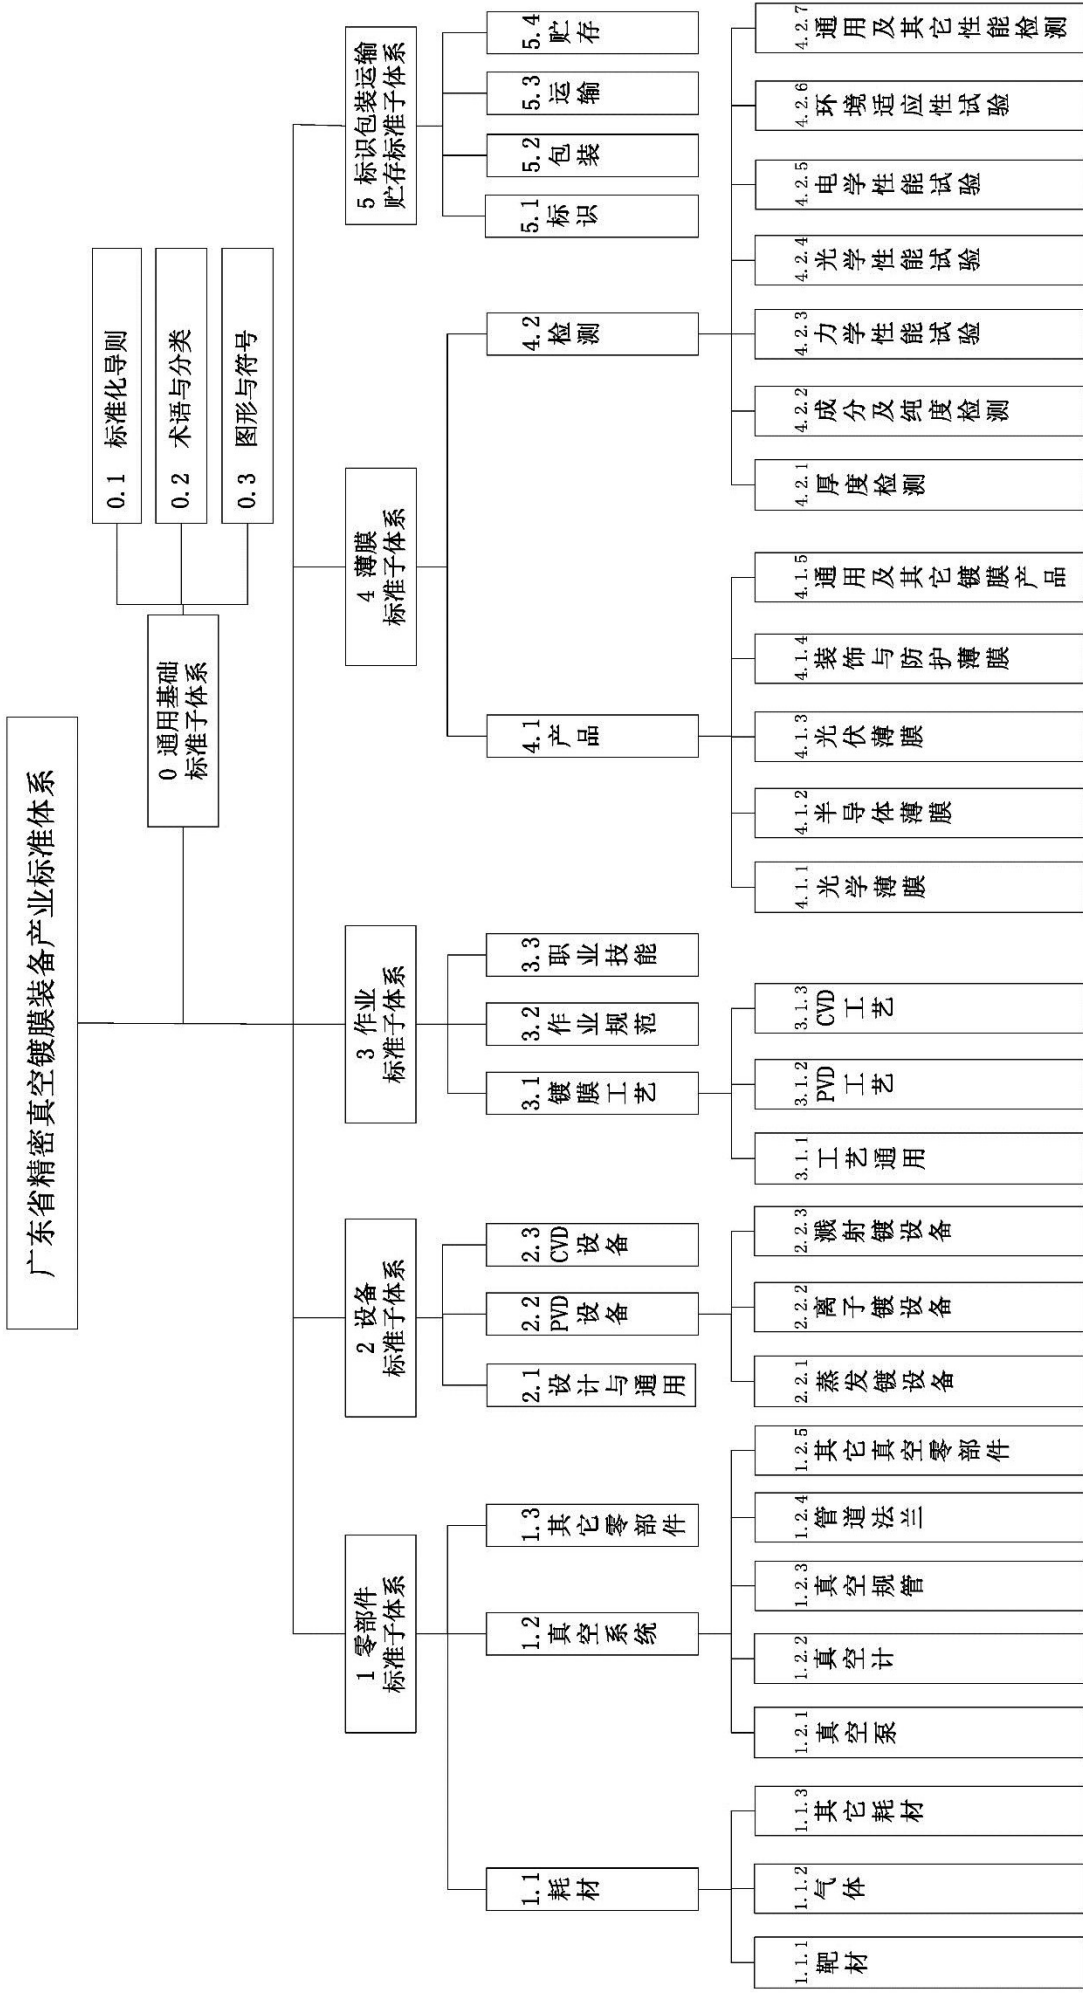 广东省精密真空镀膜装备产业标准体系
0 通用基础
标准子体系
0.1 标准化导则
0.2 术语与分类
0.3 图形与符号
1 零部件
标准子体系
2 设备
标准子体系
3 作业
标准子体系
4 薄膜
标准子体系
5 标识包装运输
贮存标准子体系
1.1
耗材
1.2
真空系统
1.3
其它零部件
2.1
设计与通用
2.2
PVD
设备
2.3
CVD
设备
3.1
镀膜工艺
3.2
作业规范
3.3
职业技能
4.1
产品
4.2
检测
5.1
标识
5.2
包装
5.3
运输
5.4
贮存
1.1.1
靶材
1.1.2
气体
1.1.3
其它耗材
1.2.1
真空泵
1.2.2
真空计
1.2.3
真空规管
1.2.4
管道法兰
1.2.5
其它真空零部件
2.2.1
蒸发镀设备
2.2.2
离子镀设备
2.2.3
溅射镀设备
3.1.1
工艺通用
3.1.2
PVD
工艺
3.1.3
CVD
工艺
4.1.1
光学薄膜
4.1.2
半导体薄膜
4.1.3
光伏薄膜
4.1.4
装饰与防护薄膜
4.1.5
通用及其它镀膜产品
4.2.1
厚度检测
4.2.2
成分及纯度检测
4.2.3
力学性能试验
4.2.4
光学性能试验
4.2.5
电学性能试验
4.2.6
环境适应性试验
4.2.7
通用及其它性能检测